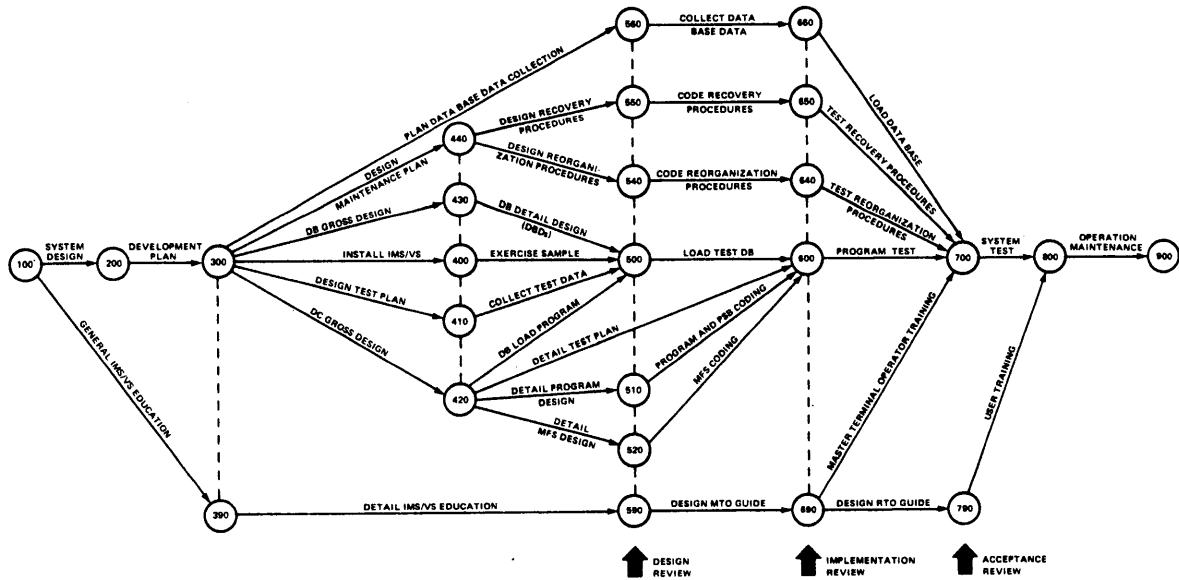 560
COLLECT DATA
BASE DATA
660
PLAN DATA BASE DATA COLLECTION
LOAD DATA BASE
550
CODE RECOVERY
PROCEDURES
650
DESIGN RECOVERY
PROCEDURES
TEST RECOVERY PROCEDURES
440
DESIGN
MAINTENANCE PLAN
DESIGN REORGANI-
ZATION PROCEDURES
540
CODE REORGANIZATION
PROCEDURES
640
TEST REORGANIZATION
PROCEDURES
430
DB GROSS DESIGN
DB DETAIL DESIGN
(DBDs)
100
SYSTEM
DESIGN
200
DEVELOPMENT
PLAN
300
INSTALL IMS/VS
400
EXERCISE SAMPLE
500
LOAD TEST DB
600
PROGRAM TEST
700
SYSTEM
TEST
800
OPERATION
MAINTENANCE
900
DESIGN TEST PLAN
410
COLLECT TEST DATA
DC GROSS DESIGN
DB LOAD PROGRAM
DETAIL TEST PLAN
PROGRAM AND PSB CODING
MFS CODING
420
DETAIL PROGRAM
DESIGN
510
DETAIL
MFS DESIGN
520
GENERAL IMS/VS EDUCATION
MASTER TERMINAL OPERATOR TRAINING
USER TRAINING
390
DETAIL IMS/VS EDUCATION
590
DESIGN MTO GUIDE
690
DESIGN RTO GUIDE
790
DESIGN
REVIEW
IMPLEMENTATION
REVIEW
ACCEPTANCE
REVIEW